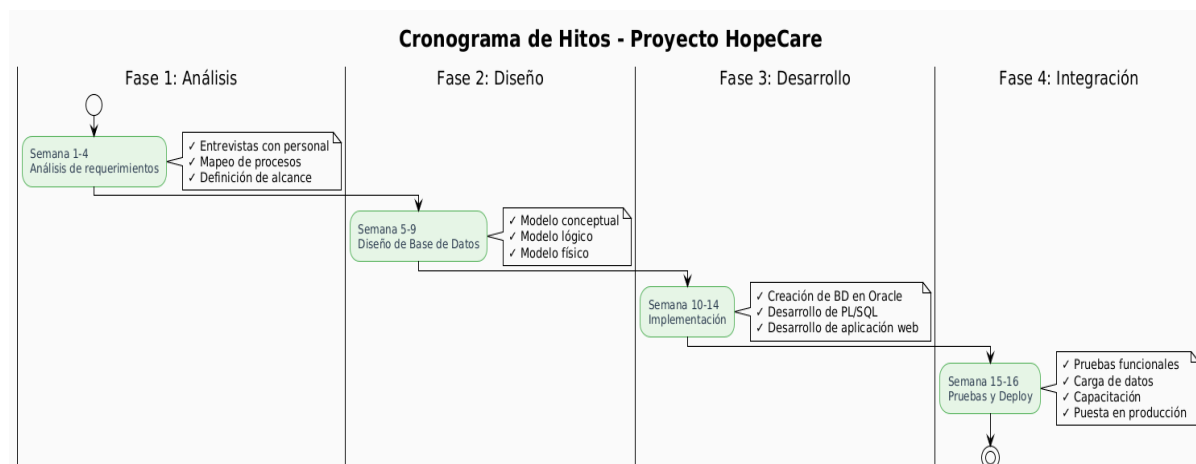 Cronograma de Hitos - Proyecto HopeCare
Fase 1: Análisis
Fase 2: Diseño
Fase 3: Desarrollo
Fase 4: Integración
Semana 1-4
Análisis de requerimientos
✓ Entrevistas con personal
✓ Mapeo de procesos
✓ Definición de alcance
Semana 5-9
Diseño de Base de Datos
✓ Modelo conceptual
✓ Modelo lógico
✓ Modelo físico
Semana 10-14
Implementación
✓ Creación de BD en Oracle
✓ Desarrollo de PL/SQL
✓ Desarrollo de aplicación web
Semana 15-16
Pruebas y Deploy
✓ Pruebas funcionales
✓ Carga de datos
✓ Capacitación
✓ Puesta en producción